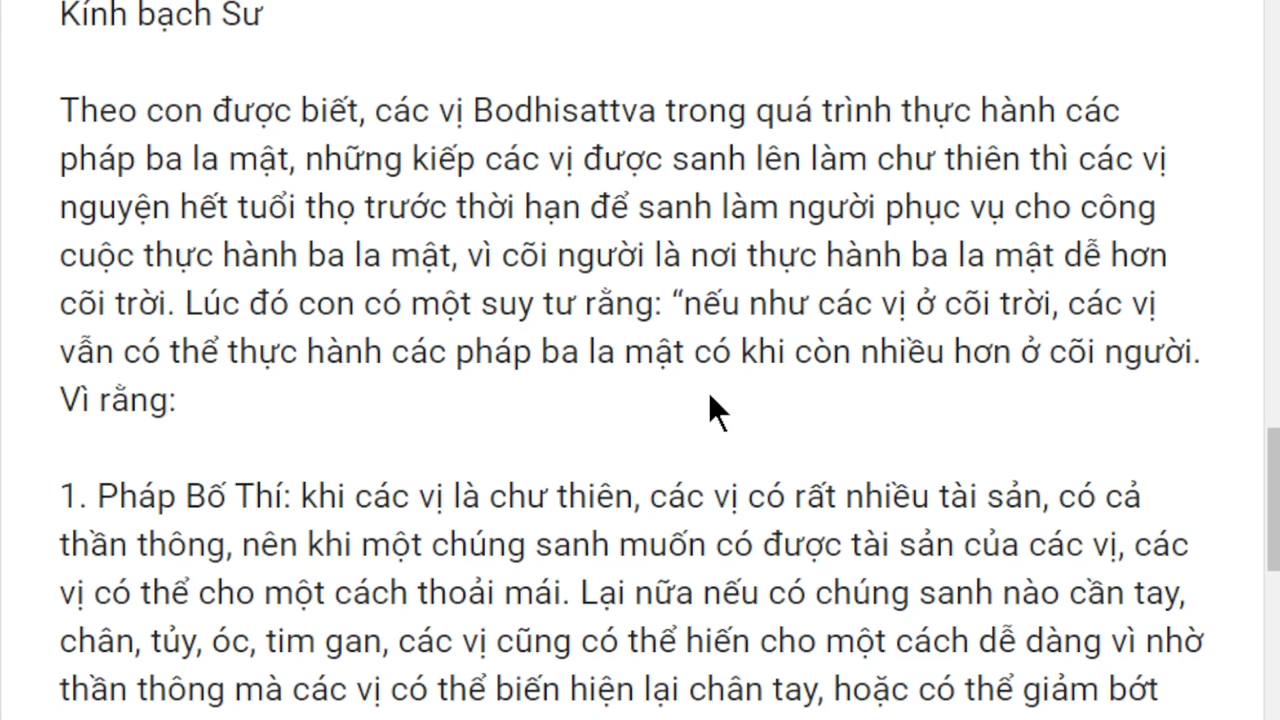 Kính bạch Sư
Theo con được biết, các vị Bodhisattva trong quá trình thực hành các
pháp ba la mật, những kiếp các vị được sanh lên làm chư thiên thì các vị
nguyện hết tuổi thọ trước thời hạn để sanh làm người phục vụ cho công
cuộc thực hành ba la mật, vì cõi người là nơi thực hành ba la mật dễ hơn
cõi trời. Lúc đó con có một suy tư rằng: “nếu như các vị ở cõi trời, các vị
vẫn có thể thực hành các pháp ba la mật có khi còn nhiều hơn ở cõi người.
Vì rằng:
1. Pháp Bố Thí: khi các vị là chư thiên, các vị có rất nhiều tài sản, có cả
thần thông, nên khi một chúng sanh muốn có được tài sản của các vị, các
vị có thể cho một cách thoải mái. Lại nữa nếu có chúng sanh nào cần tay,
chân, tủy, óc, tim gan, các vị cũng có thể hiến cho một cách dễ dàng vì nhờ
thần thông mà các vị có thể biến hiện lại chân tay, hoặc có thể giảm bớt